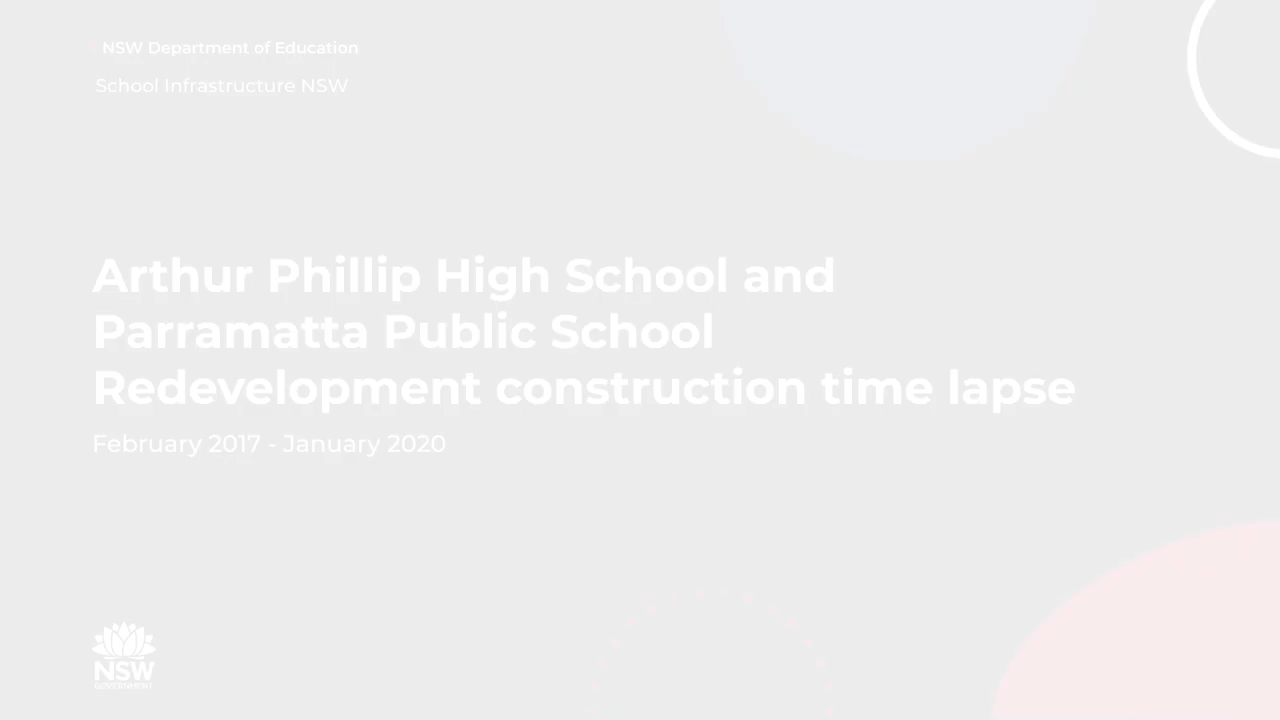 NSW Department of Education
School Infrastructure NSW
Arthur Phillip High School and
Parramatta Public School
Redevelopment construction time lapse
February 2017 - January 2020
NSW
GOVERNMENT